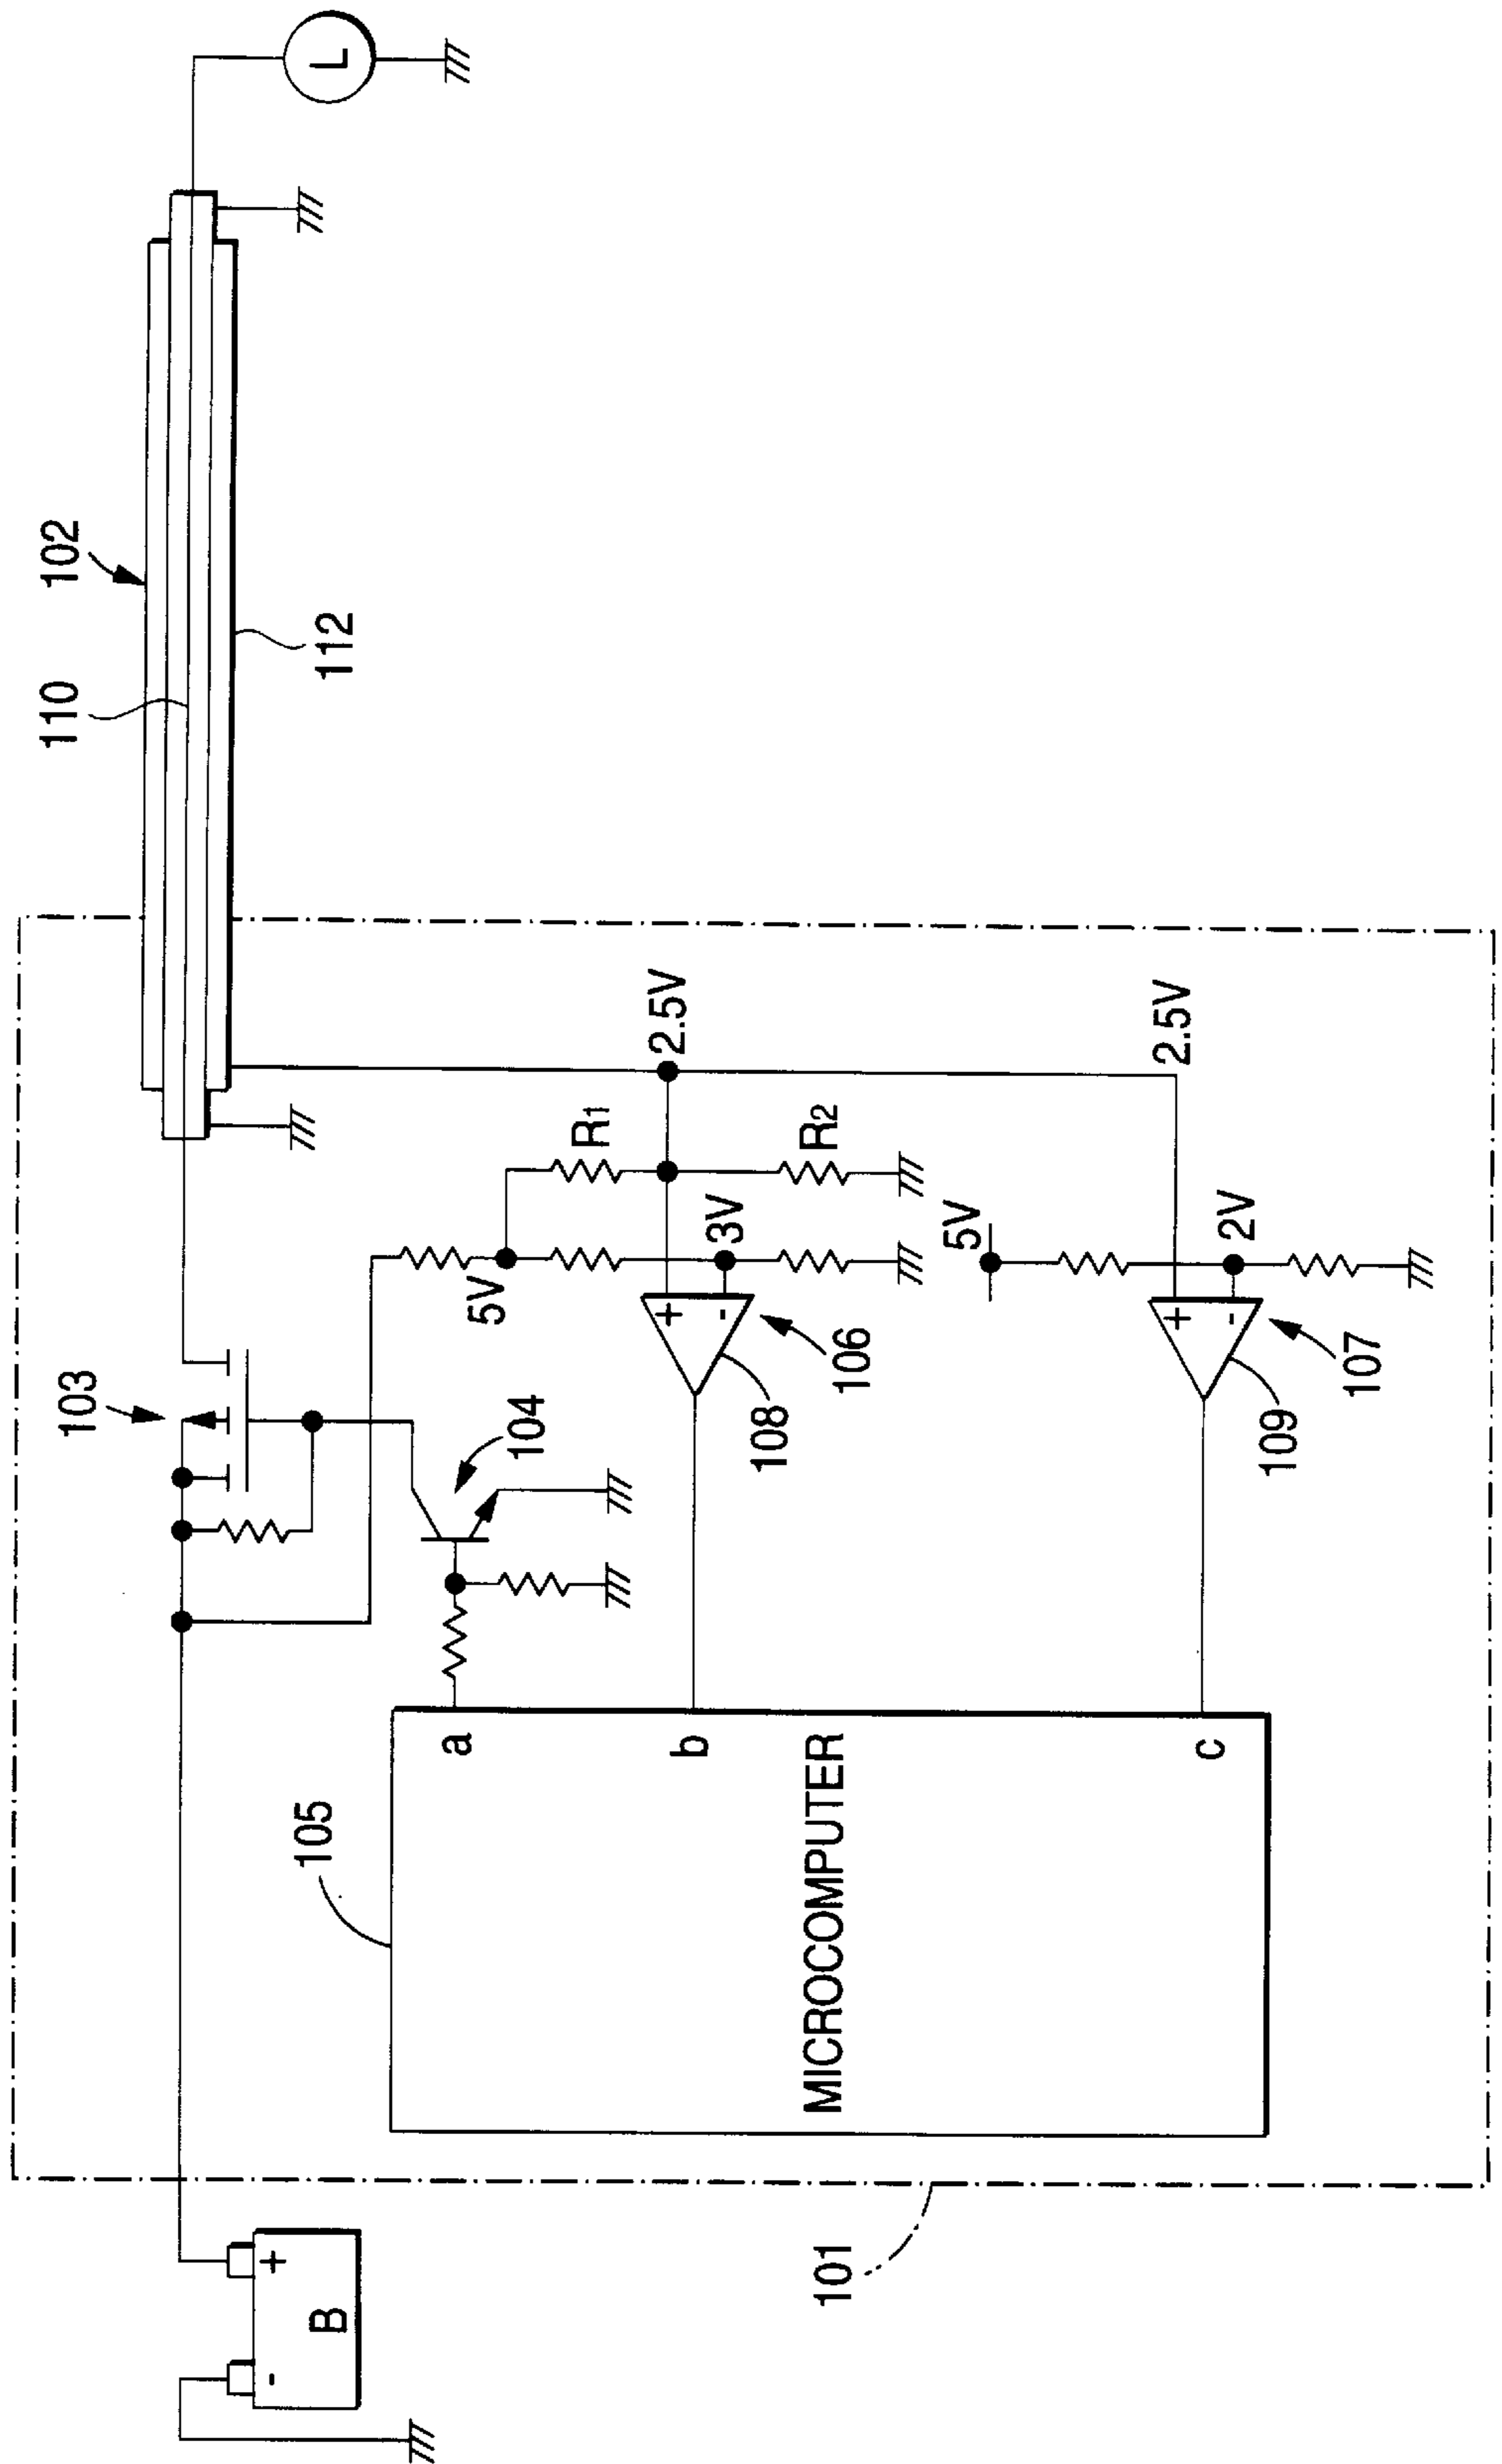 102
110
112
L
103
104
105
a
b
c
MICROCOMPUTER
5V
R1
2.5V
R2
3V
106
108
5V
2.5V
2V
107
109
B
+
-
+
-
+
-
101